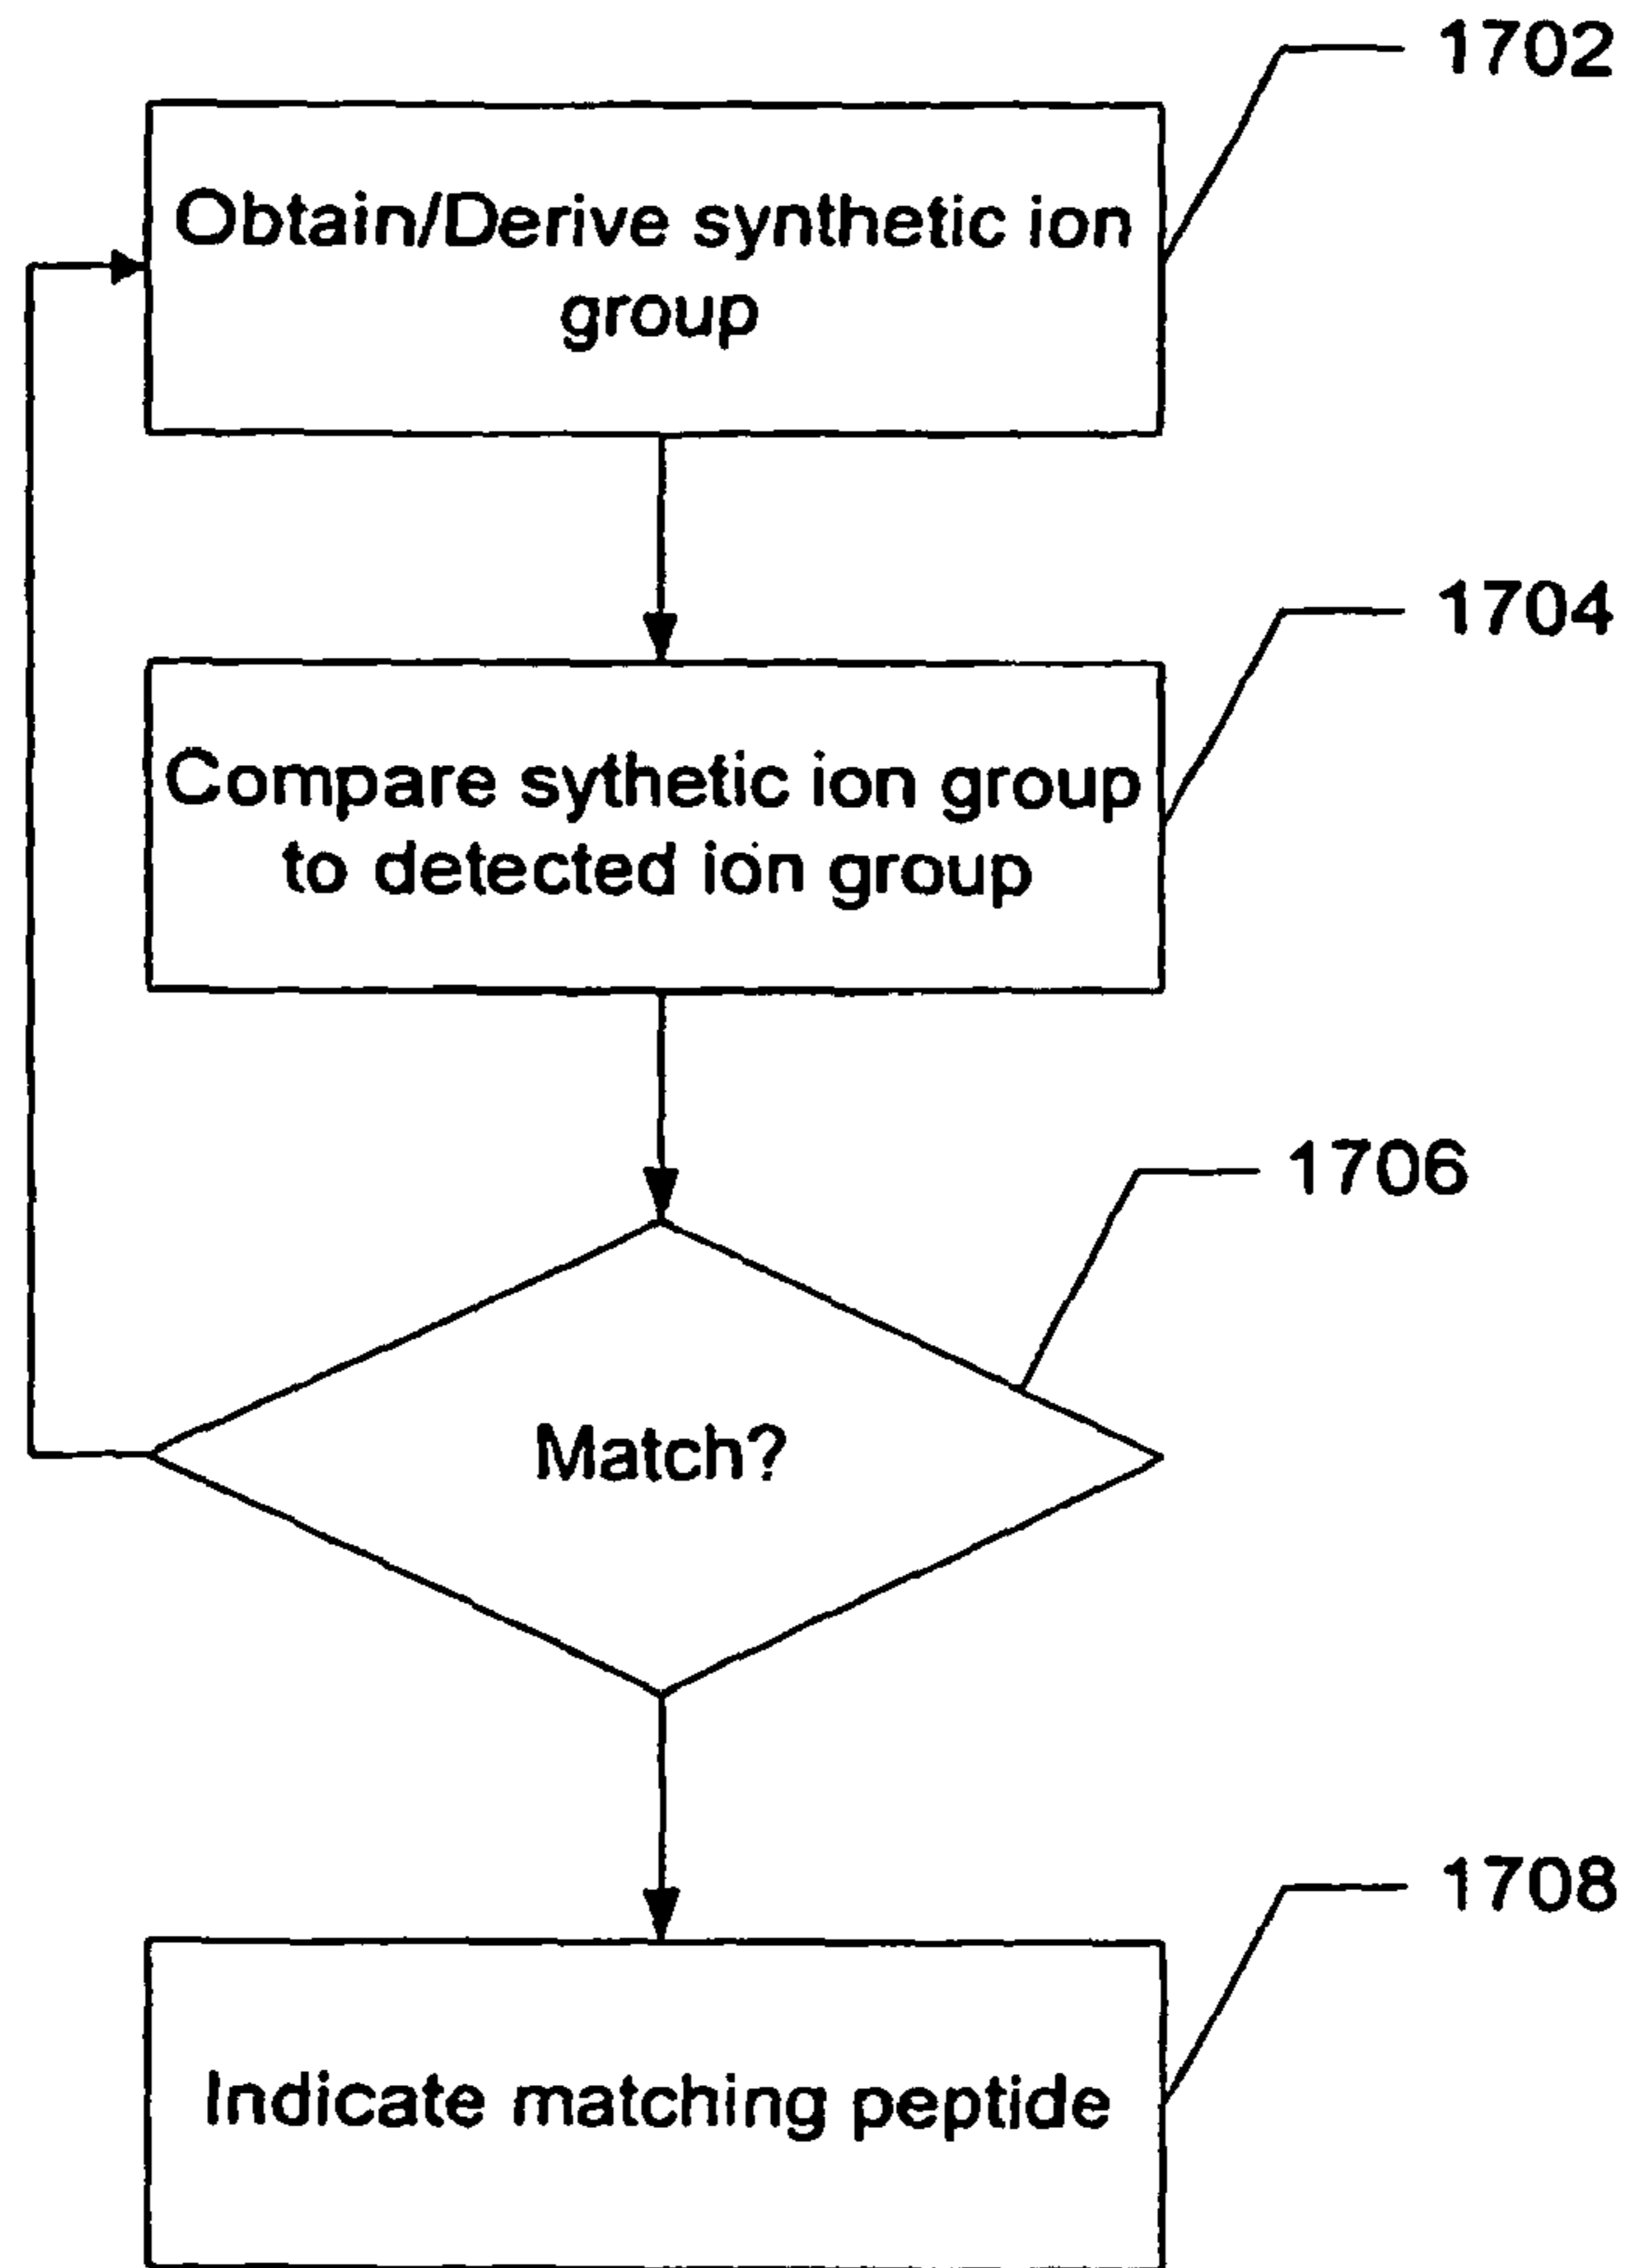 1702
Obtain/Derive synthetic ion
group
1704
Compare sythetic ion group
to detected ion group
1706
Match?
1708
Indicate matching peptide